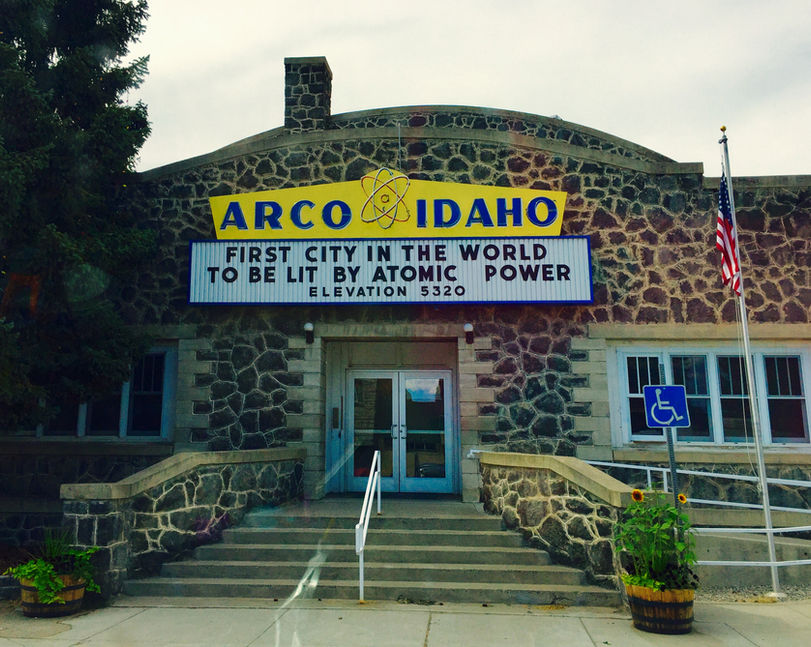 ARCO IDAHO
FIRST CITY IN THE WORLD
TO BE LIT BY ATOMIC POWER
ELEVATION 5320